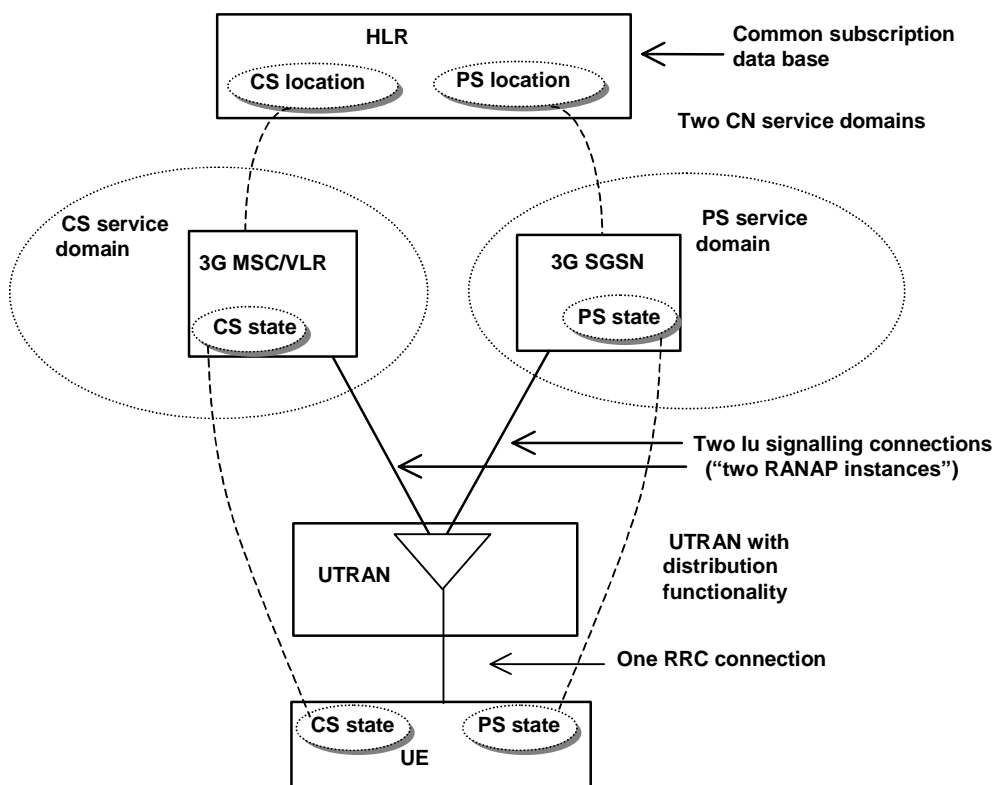 HLR
Common subscription
data base
CS location
PS location
Two CN service domains
CS service
domain
PS service
domain
3G MSC/VLR
3G SGSN
CS state
PS state
Two Iu signalling connections
(“two RANAP instances”)
UTRAN with
distribution
functionality
UTRAN
One RRC connection
CS state
PS state
UE